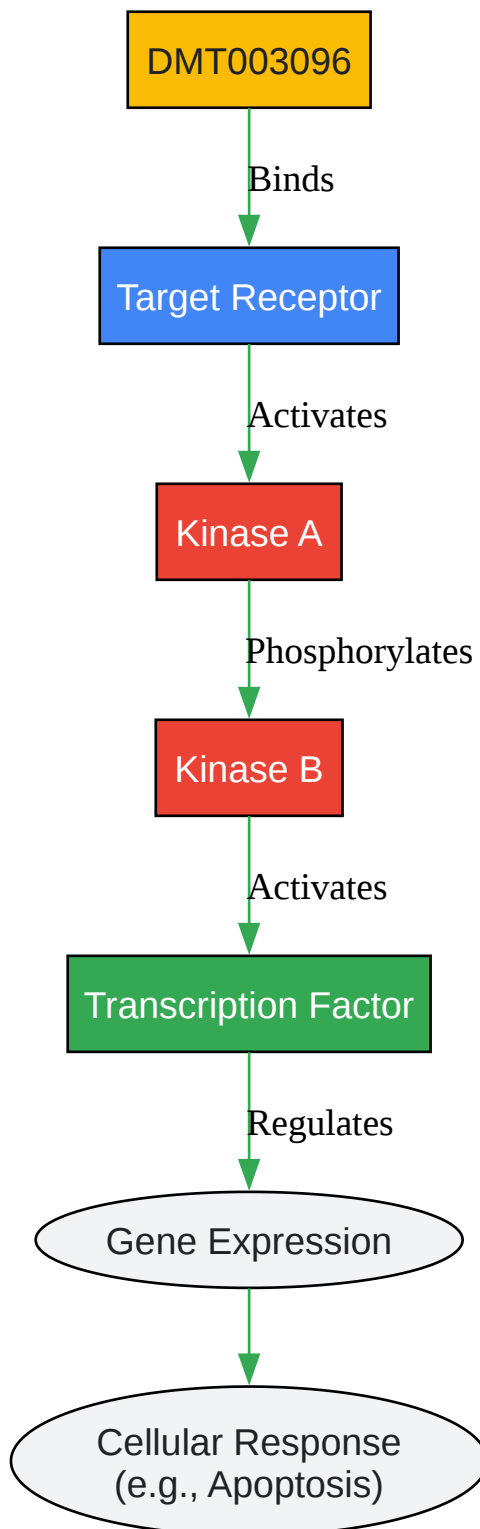 DMT003096
Binds
Target Receptor
Activates
Kinase A
Phosphorylates
Kinase B
Activates
Transcription Factor
Regulates
Gene Expression
Cellular Response
(e.g., Apoptosis)